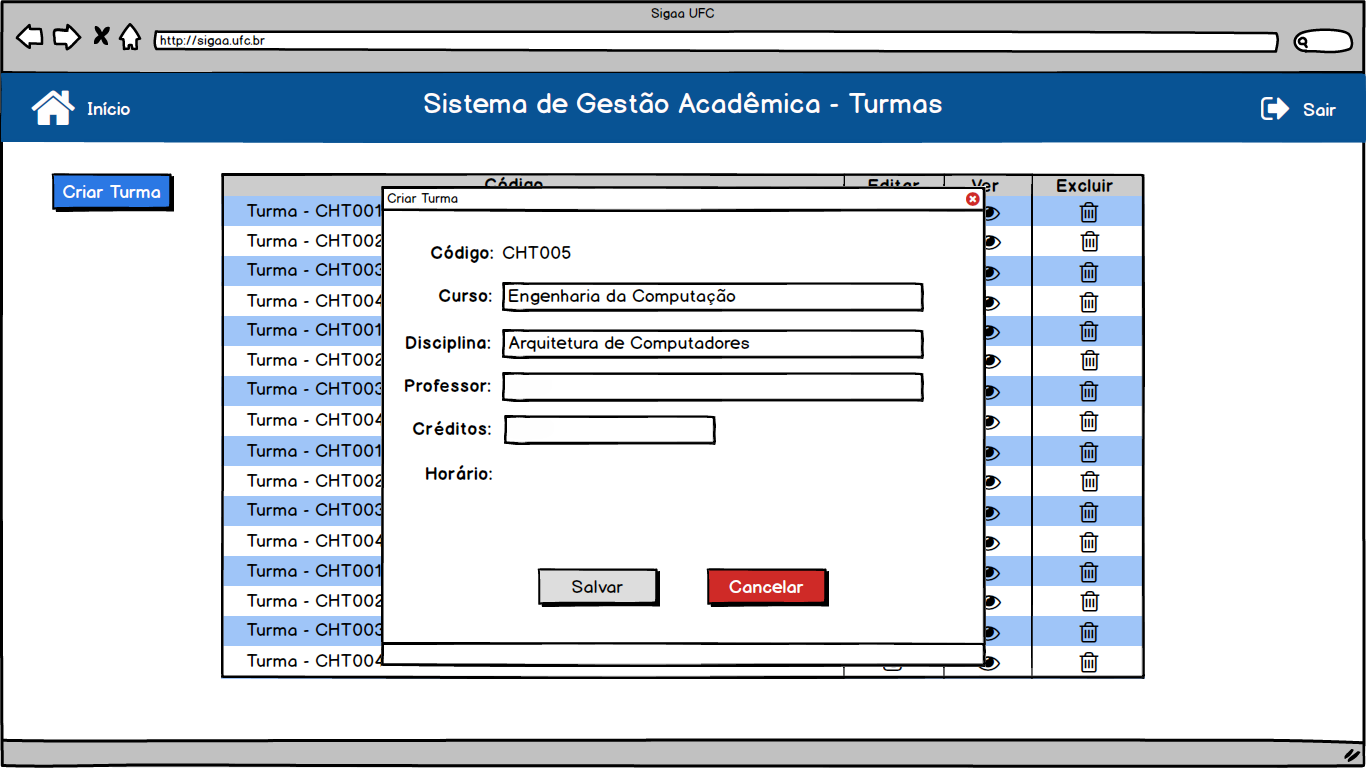 Sigaa UFC
http://sigaa.ufc.br
Início
Sistema de Gestão Acadêmica - Turmas
Sair
Criar Turma
Código Editar Ver Excluir
Criar Turma
Turma - CHT001
Turma - CHT002
Turma - CHT003
Turma - CHT004
Turma - CHT001
Turma - CHT002
Turma - CHT003
Turma - CHT004
Turma - CHT001
Turma - CHT002
Turma - CHT003
Turma - CHT004
Turma - CHT001
Turma - CHT002
Turma - CHT003
Turma - CHT004
Código: CHT005
Curso: Engenharia da Computação
Disciplina: Arquitetura de Computadores
Professor:
Créditos:
Horário:
Salvar Cancelar